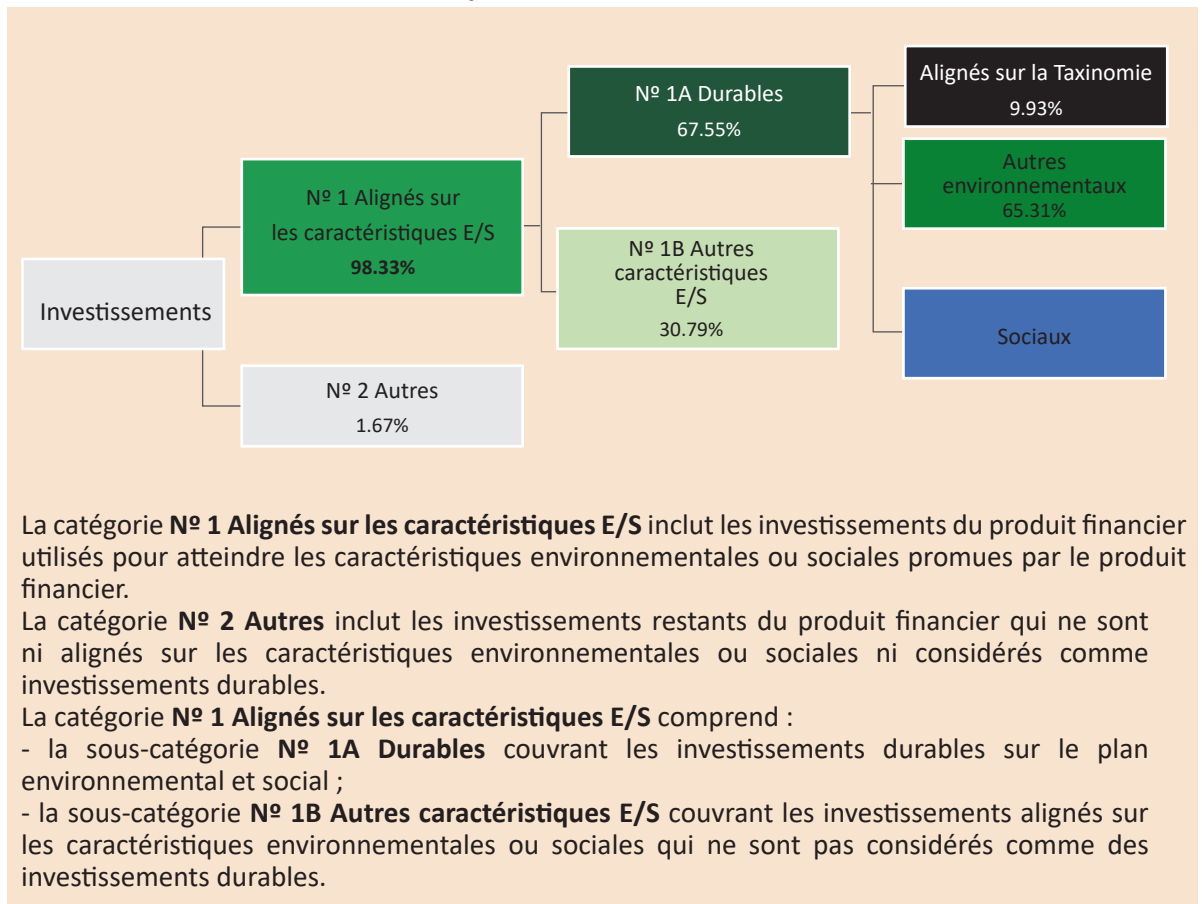 Investissements
Nº 1 Alignés sur
les caractéristiques E/S
98.33%
Nº 2 Autres
1.67%
Nº 1A Durables
67.55%
Nº 1B Autres
caractéristiques
E/S
30.79%
Alignés sur la Taxinomie
9.93%
Autres
environnementaux
65.31%
Sociaux
La catégorie Nº 1 Alignés sur les caractéristiques E/S inclut les investissements du produit financier
utilisés pour atteindre les caractéristiques environnementales ou sociales promues par le produit
financier.
La catégorie Nº 2 Autres inclut les investissements restants du produit financier qui ne sont
ni alignés sur les caractéristiques environnementales ou sociales ni considérés comme
investissements durables.
La catégorie Nº 1 Alignés sur les caractéristiques E/S comprend :
- la sous-catégorie Nº 1A Durables couvrant les investissements durables sur le plan
environnemental et social ;
- la sous-catégorie Nº 1B Autres caractéristiques E/S couvrant les investissements alignés sur
les caractéristiques environnementales ou sociales qui ne sont pas considérés comme des
investissements durables.